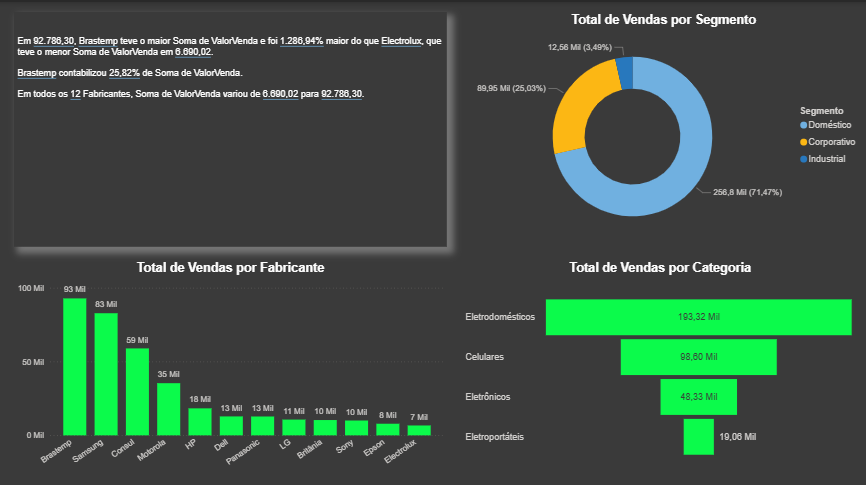 Em 92.786,30, Brastemp teve o maior Soma de ValorVenda e foi 1.286,94% maior do que Electrolux, que
teve o menor Soma de ValorVenda em 6.690,02.
Brastemp contabilizou 25,82% de Soma de ValorVenda.
Em todos os 12 Fabricantes, Soma de ValorVenda variou de 6.690,02 para 92.786,30.
Total de Vendas por Segmento
12,56 Mil (3,49%)
89,95 Mil (25,03%)
256,8 Mil (71,47%)
Segmento
Doméstico
Corporativo
Industrial
Total de Vendas por Fabricante
100 Mil
50 Mil
0 Mil
93 Mil
83 Mil
59 Mil
35 Mil
18 Mil
13 Mil
13 Mil
11 Mil
10 Mil
10 Mil
8 Mil
7 Mil
Brastemp
Samsung
Consul
Motorola
HP
Dell
Panasonic
LG
Britânia
Sony
Epson
Electrolux
Total de Vendas por Categoria
Eletrodomésticos
193,32 Mil
Celulares
98,60 Mil
Eletrônicos
48,33 Mil
Eletroportáteis
19,06 Mil